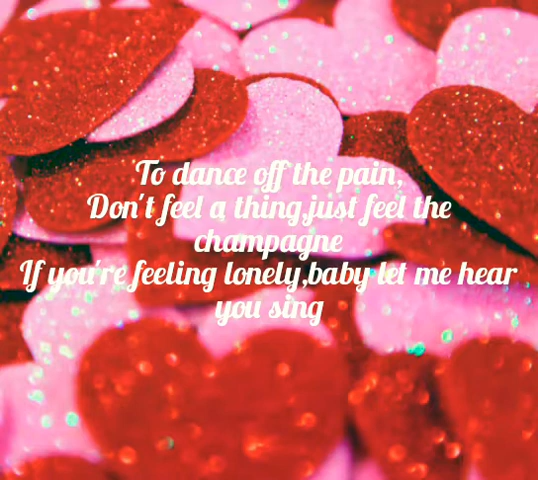 To dance off the pain,
Don't feel a thing,just feel the
champagne
If you're feeling lonely,baby let me hear
you sing